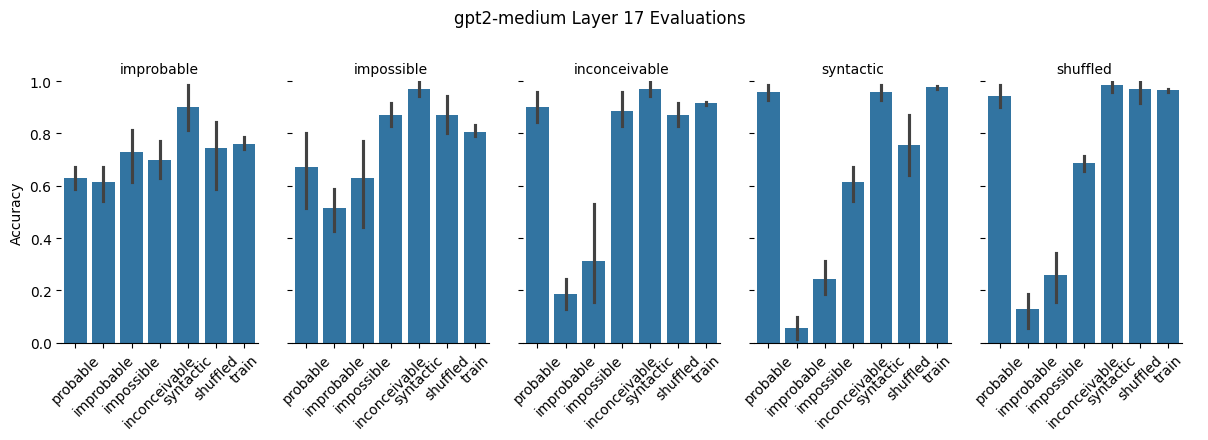 gpt2-medium Layer 17 Evaluations
improbable
impossible
inconceivable
syntactic
shuffled
Accuracy
1.0
0.8
0.6
0.4
0.2
0.0
probable
improbable
impossible
inconceivable
syntactic
shuffled
train
probable
improbable
impossible
inconceivable
syntactic
shuffled
train
probable
improbable
impossible
inconceivable
syntactic
shuffled
train
probable
improbable
impossible
inconceivable
syntactic
shuffled
train
probable
improbable
impossible
inconceivable
syntactic
shuffled
train